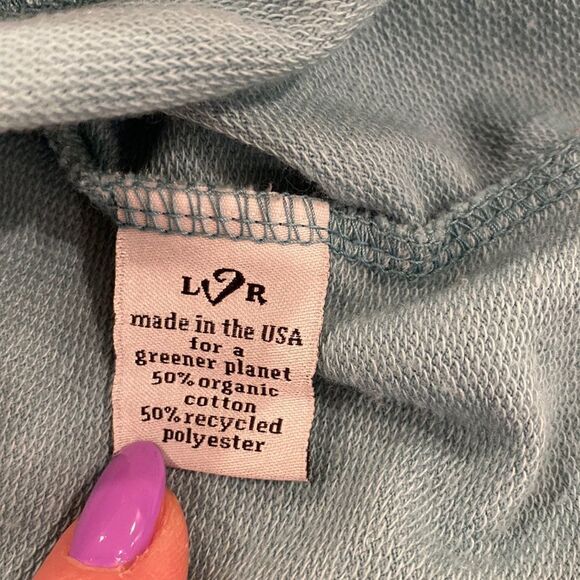 L♡R
made in the USA
for a
greener planet
50% organic
cotton
50% recycled
polyester